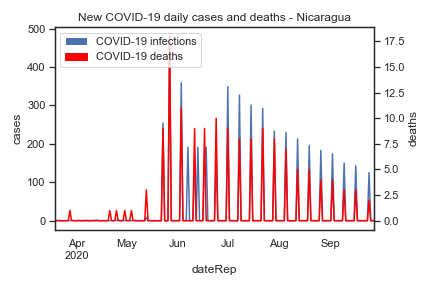 New COVID-19 daily cases and deaths - Nicaragua
COVID-19 infections
COVID-19 deaths
500
400
300
200
100
0
cases
17.5
15.0
12.5
10.0
7.5
5.0
2.5
0.0
deaths
Apr May Jun Jul Aug Sep
2020
dateRep